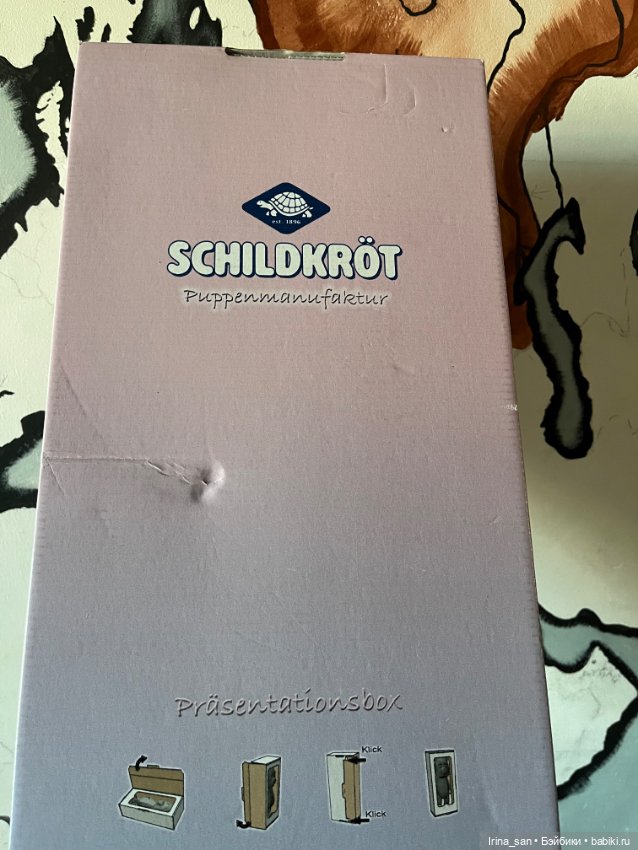 est. 1896
SCHILDKRÖT
Puppenmanufaktur
Präsentationsbox
Klick
Klick
Irina_san • Бэйбики • babiki.ru